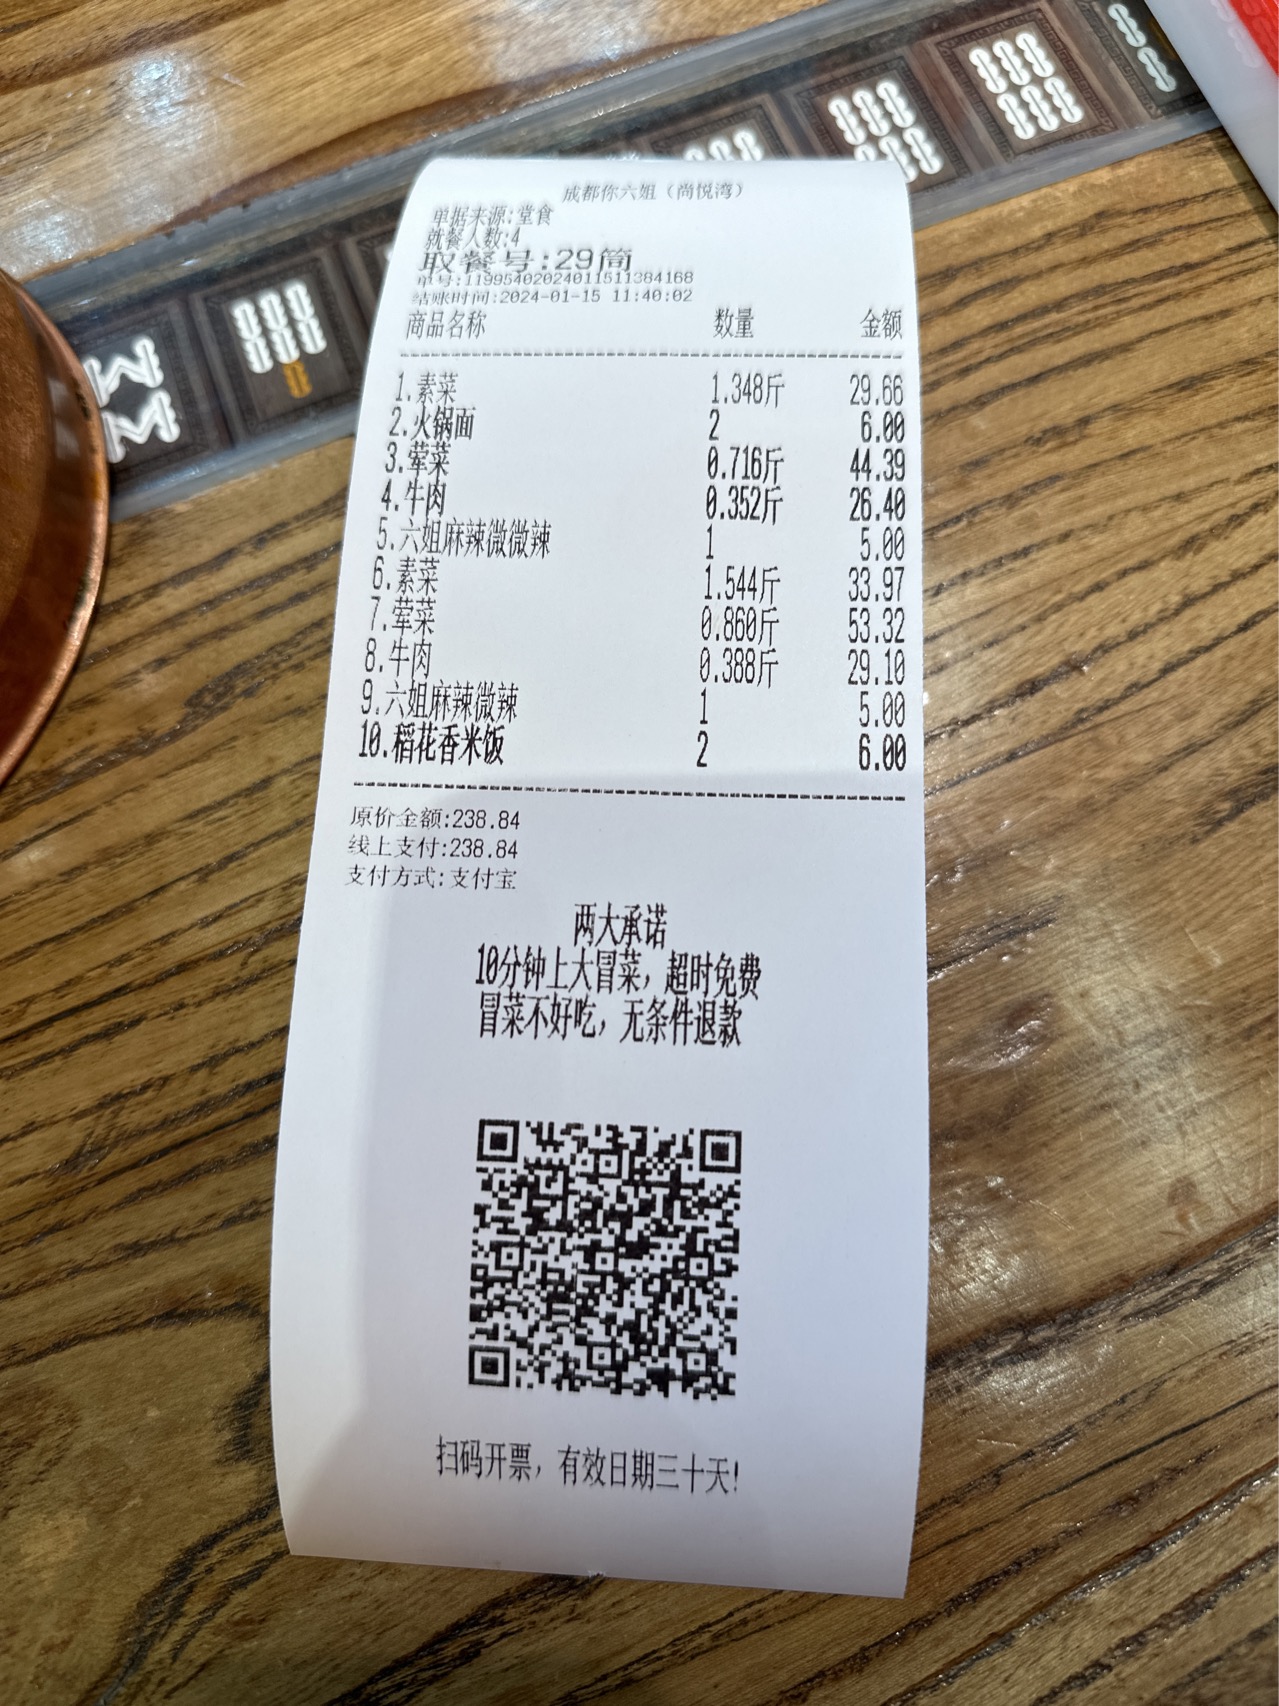 成都你六姐（尚悦湾）
单据来源:堂食
就餐人数:4
取餐号:29筒
单号:11995402024011511384168
结账时间:2024-01-15 11:40:02
商品名称 数量 金额
1.素菜 1.348斤 29.66
2.火锅面 2 6.00
3.荤菜 0.716斤 44.39
4.牛肉 0.352斤 26.40
5.六姐麻辣微微辣 1 5.00
6.素菜 1.544斤 33.97
7.荤菜 0.860斤 53.32
8.牛肉 0.388斤 29.10
9.六姐麻辣微辣 1 5.00
10.稻花香米饭 2 6.00
原价金额:238.84
线上支付:238.84
支付方式:支付宝
两大承诺
10分钟上大冒菜，超时免费
冒菜不好吃，无条件退款
扫码开票，有效日期三十天!